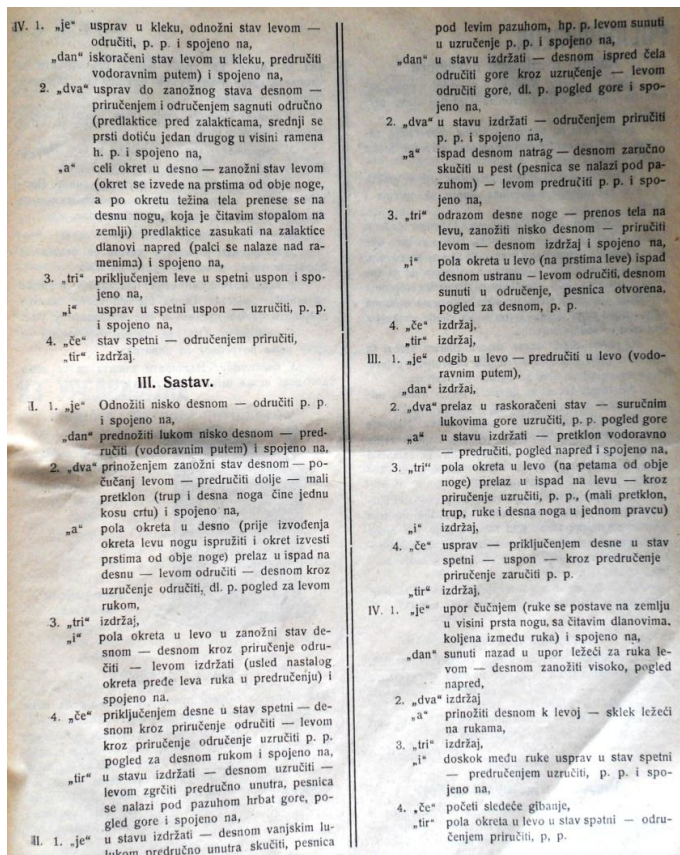 IV. 1. „je“ usprav u kleku, odnožni stav levom —
odručiti, p. p. i spojeno na,
„dan“ iskoračeni stav levom u kleku, predručiti
vodoravnim putem) i spojeno na,
2. „dva“ usprav do zanožnog stava desnom —
priručenjem i odručenjem sagnuti odručno
(predlaktice pred zalakticama, srednji se
prsti dotiču jedan drugog u visini ramena
h. p. i spojeno na,
„a“ celi okret u desno — zanožni stav levom
(okret se izvede na prstima od obje noge,
a po okretu težina tela prenese se na
desnu nogu, koja je čitavim stopalom na
zemlji) predlaktice zasukati na zalaktice
dlanovi napred (palci se nalaze nad ra-
menima) i spojeno na,
3. „tri“ priključenjem leve u spetni uspon i spo-
jeno na,
„i“ usprav u spetni uspon — uzručiti, p. p.
i spojeno na,
4. „če“ stav spetni — odručenjem priručiti,
„tir“ izdržaj.
III. Sastav.
II. 1. „je“ Odnožiti nisko desnom — odručiti p. p.
i spojeno na,
„dan“ prednožiti lukom nisko desnom — pred-
ručiti (vodoravnim putem) i spojeno na,
2. „dva“ prinoženjem zanožni stav desnom — po-
čučanj levom — predručiti dolje — mali
pretklon (trup i desna noga čine jednu
kosu crtu) i spojeno na,
„a“ pola okreta u desno (prije izvođenja
okreta levu nogu ispružiti i okret izvesti
prstima od obje noge) prelaz u ispad na
desnu — levom odručiti — desnom kroz
uzručenje odručiti, dl. p. pogled za levom
rukom,
3. „tri“ izdržaj,
„i“ pola okreta u levo u zanožni stav de-
snom — desnom kroz priručenje odru-
čiti — levom izdržati (usled nastalog
okreta pređe leva ruka u predručenju) i
spojeno na.
4. „če“ priključenjem desne u stav spetni — de-
snom kroz priručenje odručiti — levom
kroz priručenje odručenje uzručiti p. p.
pogled za desnom rukom i spojeno na,
„tir“ u stavu izdržati — desnom uzručiti —
levom zgrčiti predručno unutra, pesnica
se nalazi pod pazuhom hrbat gore, po-
gled gore i spojeno na,
II. 1. „je“ u stavu izdržati — desnom vanjskim lu-
lukom predručno unutra skučiti, pesnica
pod levim pazuhom, hp. p. levom sunuti
u uzručenje p. p. i spojeno na,
„dan“ u stavu izdržati — desnom ispred čela
odručiti gore kroz uzručenje — levom
odručiti gore, dl. p. pogled gore i spo-
jeno na,
2. „dva“ u stavu izdržati — odručenjem priručiti
p. p. i spojeno na,
„a“ ispad desnom natrag — desnom zaručno
skučiti u pest (pesnica se nalazi pod pa-
zuhom) — levom predručiti p. p. i spo-
jeno na,
3. „tri“ odrazom desne noge — prenos tela na
levu, zanožiti nisko desnom — priručiti
levom — desnom izdržaj i spojeno na,
„i“ pola okreta u levo (na prstima leve) ispad
desnom ustranu — levom odručiti, desnom
sunuti u odručenje, pesnica otvorena.
pogled za desnom, p. p.
4. „če“ izdržaj,
„tir“ izdržaj,
III. 1. „je“ odgib u levo — predručiti u levo (vodo-
ravnim putem),
„dan“ izdržaj,
2. „dva“ prelaz u raskoračeni stav — suručnim
lukovima gore uzručiti, p. p. pogled gore
„a“ u stavu izdržati — pretklon vodoravno
— predručiti, pogled napred i spojeno na,
3. „tri“ pola okreta u levo (na petama od obje
noge) prelaz u ispad na levu — kroz
priručenje uzručiti, p. p., (mali pretklon,
trup, ruke i desna noga u jednom pravcu)
„i“ izdržaj,
4. „če“ usprav — priključenjem desne u stav
spetni — uspon — kroz predručenje
priručenje zaručiti p. p.
„tir“ izdržaj,
IV. 1. „je“ upor čučnjem (ruke se postave na zemlju
u visini prsta nogu, sa čitavim dlanovima.
koljena između ruka) i spojeno na,
„dan“ sunuti nazad u upor ležeći za ruka le-
vom — desnom zanožiti visoko, pogled
napred,
2. „dva“ izdržaj
„a“ prinožiti desnom k levoj — sklek ležeći
na rukama,
3. „tri“ izdržaj,
„i“ doskok među ruke usprav u stav spetni
— predručenjem uzručiti, p. p. i spo-
jeno na,
4. „če“ početi sledeće gibanje,
„tir“ pola okreta u levo u stav spatni — odru-
čenjem priručiti, p, p.